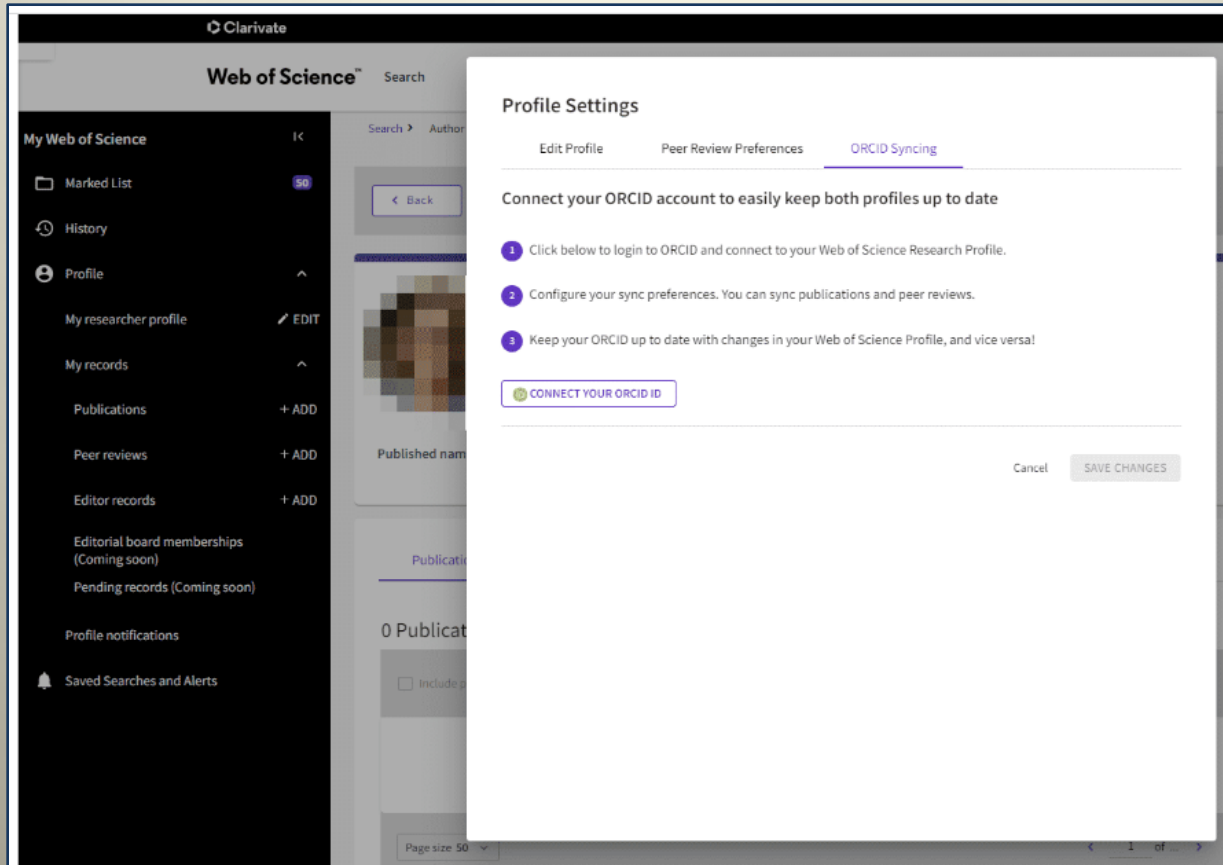 Clarivate
Web of Science™ Search
My Web of Science
Marked List 50
History
Profile
My researcher profile EDIT
My records
Publications + ADD
Peer reviews + ADD
Editor records + ADD
Editorial board memberships
(Coming soon)
Pending records (Coming soon)
Profile notifications
Saved Searches and Alerts
Search > Author
< Back
Published nam
Publicati
0 Publicat
Include p
Page size 50
1 of ...
Profile Settings
Edit Profile Peer Review Preferences ORCID Syncing
Connect your ORCID account to easily keep both profiles up to date
1 Click below to login to ORCID and connect to your Web of Science Research Profile.
2 Configure your sync preferences. You can sync publications and peer reviews.
3 Keep your ORCID up to date with changes in your Web of Science Profile, and vice versa!
iD CONNECT YOUR ORCID ID
Cancel SAVE CHANGES